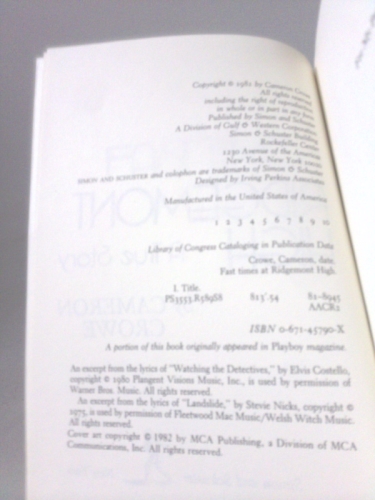 Copyright © 1981 by Cameron Crowe
All rights reserved
including the right of reproduction
in whole or in part in any form
Published by Simon and Schuster
A Division of Gulf & Western Corporation
Simon & Schuster Building
Rockefeller Center
1230 Avenue of the Americas
New York, New York 10020
SIMON AND SCHUSTER and colophon are trademarks of Simon & Schuster
Designed by Irving Perkins Associates
Manufactured in the United States of America
1 2 3 4 5 6 7 8 9 10
Library of Congress Cataloging in Publication Data
Crowe, Cameron, date.
Fast times at Ridgemont High.
I. Title.
PS3553.R589S8 813'.54 81-8945
AACR2
ISBN 0-671-45790-X
A portion of this book originally appeared in Playboy magazine.
An excerpt from the lyrics of "Watching the Detectives," by Elvis Costello,
copyright © 1980 Plangent Visions Music, Inc., is used by permission of
Warner Bros. Music. All rights reserved.
An excerpt from the lyrics of "Landslide," by Stevie Nicks, copyright ©
1975, is used by permission of Fleetwood Mac Music/Welsh Witch Music.
All rights reserved.
Cover art copyright © 1982 by MCA Publishing, a Division of MCA
Communications, Inc. All rights reserved.